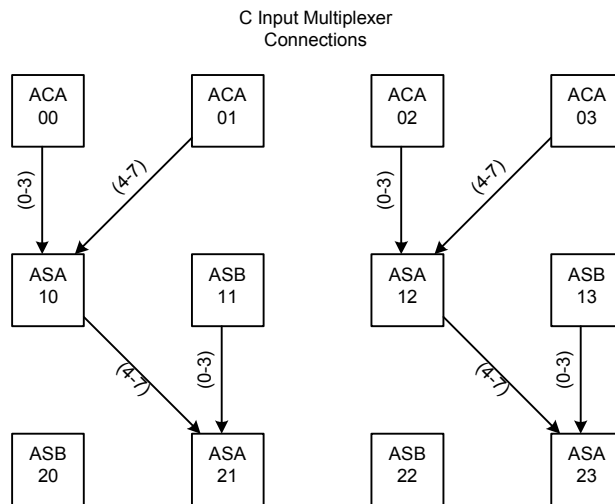 C Input Multiplexer
Connections
ACA
00
ACA
01
ACA
02
ACA
03
(0-3)
(4-7)
(0-3)
(4-7)
ASA
10
ASB
11
ASA
12
ASB
13
(4-7)
(0-3)
(4-7)
(0-3)
ASB
20
ASA
21
ASB
22
ASA
23